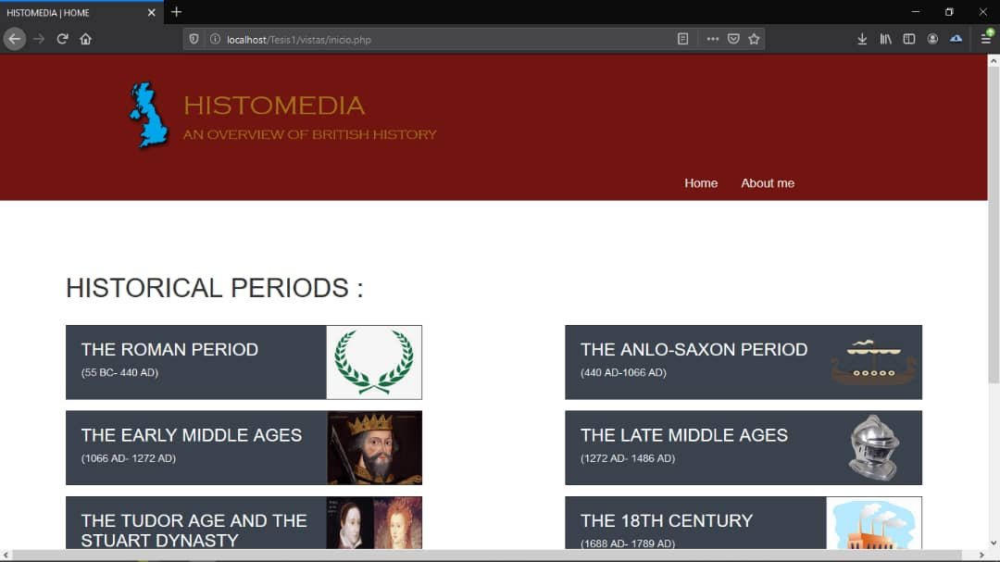 HISTOMEDIA | HOME
localhost/Tesis1/vistas/inicio.php
HISTOMEDIA
AN OVERVIEW OF BRITISH HISTORY
Home
About me
HISTORICAL PERIODS :
THE ROMAN PERIOD
(55 BC- 440 AD)
THE ANLO-SAXON PERIOD
(440 AD-1066 AD)
THE EARLY MIDDLE AGES
(1066 AD- 1272 AD)
THE LATE MIDDLE AGES
(1272 AD- 1486 AD)
THE TUDOR AGE AND THE
STUART DYNASTY
THE 18TH CENTURY
(1688 AD- 1789 AD)